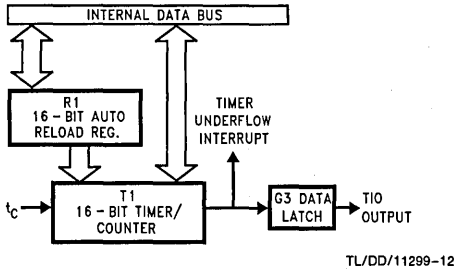 INTERNAL DATA BUS
R1
16-BIT AUTO
RELOAD REG.
TIMER
UNDERFLOW
INTERRUPT
tC
T1
16-BIT TIMER/
COUNTER
G3 DATA
LATCH
TIO
OUTPUT
TL/DD/11299-12